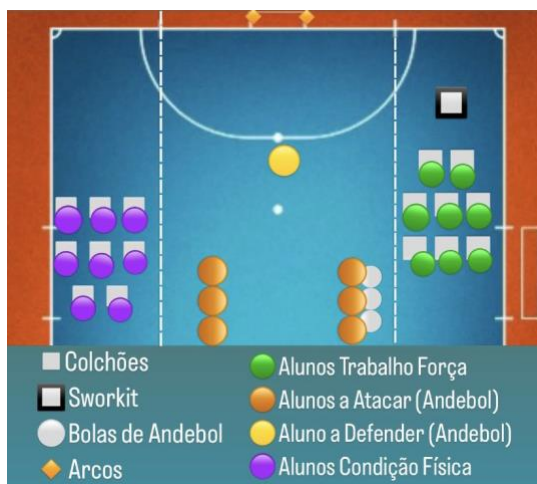 Colchões
Sworkit
Bolas de Andebol
Arcos
Alunos Trabalho Força
Alunos a Atacar (Andebol)
Aluno a Defender (Andebol)
Alunos Condição Física